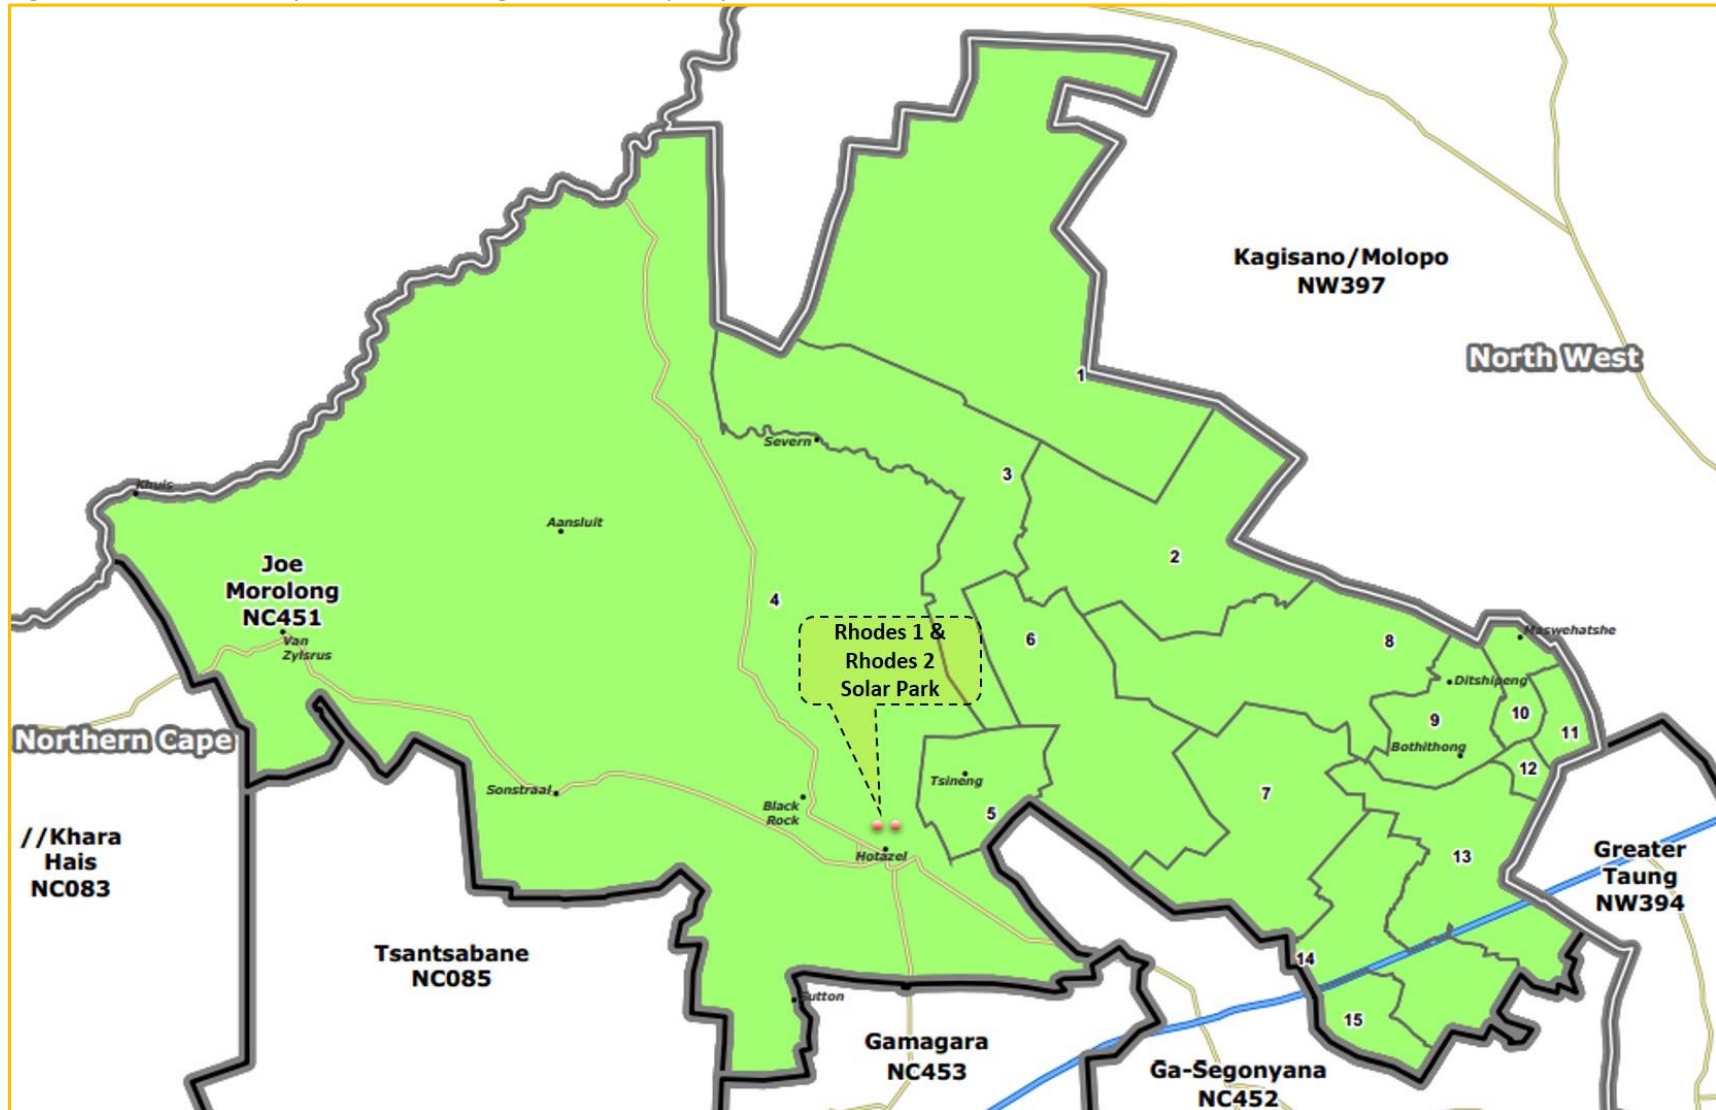 Kagisano/Molopo
NW397
North West
1
Severn
3
Khuis
Aansluit
2
Joe
Morolong
NC451
4
Van
Zylsrus
Rhodes 1 &
Rhodes 2
Solar Park
6
8
Maswehatshe
Ditshipeng
9
10
11
Northern Cape
Bothithong
12
Tsineng
Sonstraal
7
Black
Rock
5
//Khara
Hais
NC083
Hotazel
13
Greater
Taung
NW394
Tsantsabane
NC085
14
Sutton
15
Gamagara
NC453
Ga-Segonyana
NC452